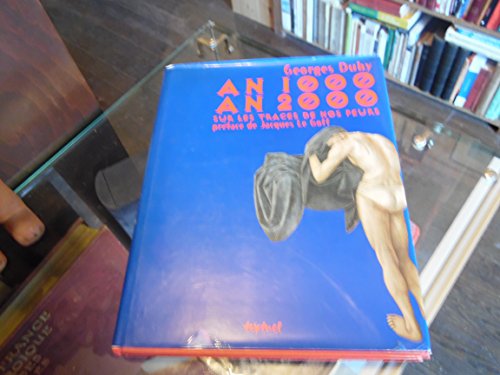 Georges Duby
AN 1000
AN 2000
SUR LES TRACES DE NOS PEURS
préface de Jacques Le Goff
textuel